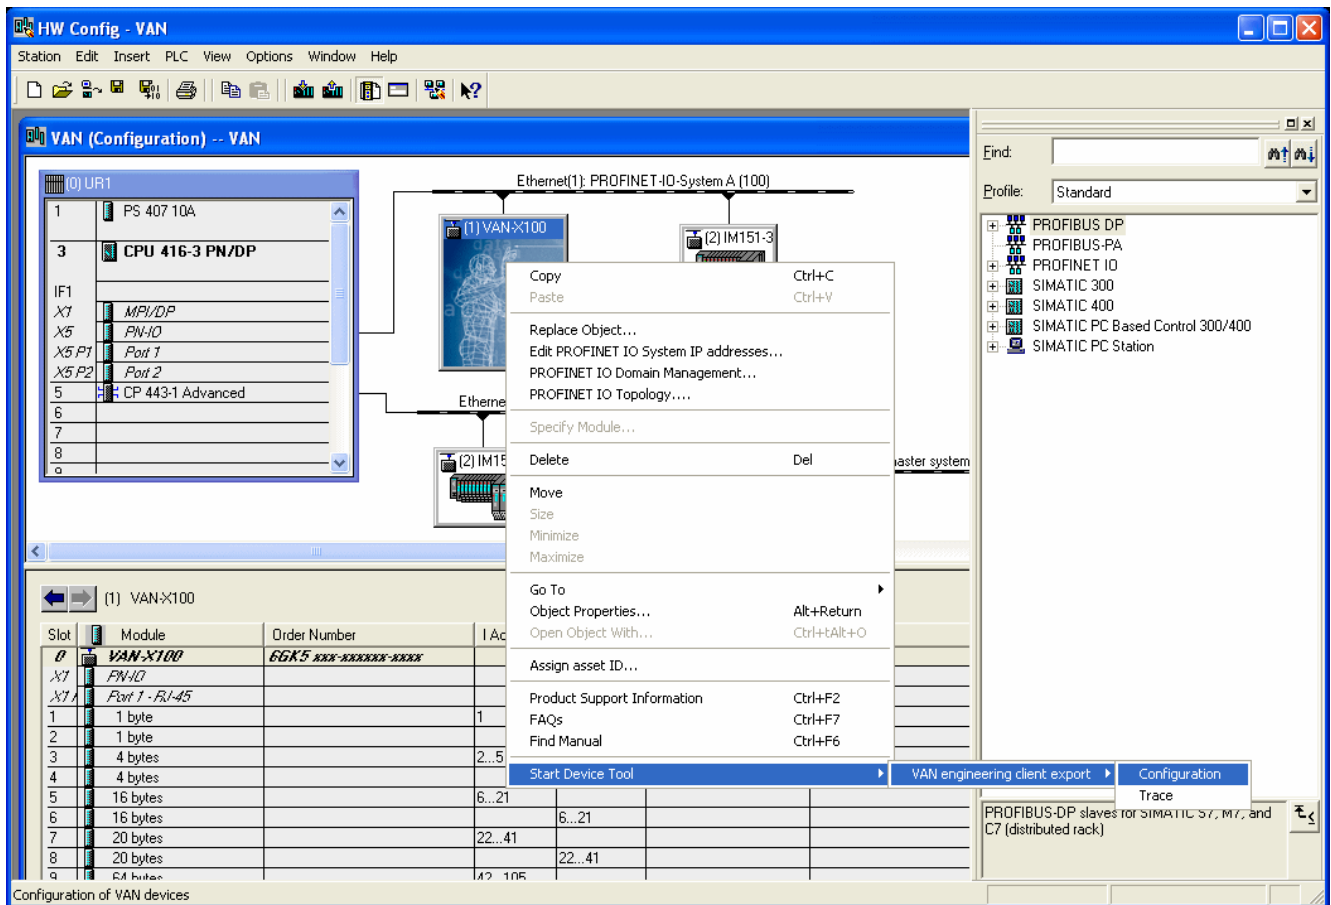 HW Config - VAN
Station Edit Insert PLC View Options Window Help
VAN (Configuration) -- VAN
(0) UR1
1 PS 407 10A
3 CPU 416-3 PN/DP
IF1
X1 MPI/DP
X5 PN-IO
X5 P1 Port 1
X5 P2 Port 2
5 CP 443-1 Advanced
6
7
8
9
Ethernet(1): PROFINET-IO-System A (100)
(1) VAN-X100
(2) IM151-3
Etherne
(2) IM15
master system
Copy Ctrl+C
Paste Ctrl+V
Replace Object...
Edit PROFINET IO System IP addresses...
PROFINET IO Domain Management...
PROFINET IO Topology....
Specify Module...
Delete Del
Move
Size
Minimize
Maximize
Go To
Object Properties... Alt+Return
Open Object With... Ctrl+tAlt+O
Assign asset ID...
Product Support Information Ctrl+F2
FAQs Ctrl+F7
Find Manual Ctrl+F6
Start Device Tool
VAN engineering client export
Configuration
Trace
Find:
Profile: Standard
PROFIBUS DP
PROFIBUS-PA
PROFINET IO
SIMATIC 300
SIMATIC 400
SIMATIC PC Based Control 300/400
SIMATIC PC Station
PROFIBUS-DP slaves for SIMATIC S7, M7, and
C7 (distributed rack)
(1) VAN-X100
Slot Module Order Number I Ad
0 VAN-X100 6GK5 xxx-xxxxxx-xxxx
X1 PN-IO
X1 Port 1 - RJ-45
1 1 byte 1
2 1 byte
3 4 bytes 2...5
4 4 bytes
5 16 bytes 6...21
6 16 bytes 6...21
7 20 bytes 22...41
8 20 bytes 22...41
9 64 bytes 42...105
Configuration of VAN devices